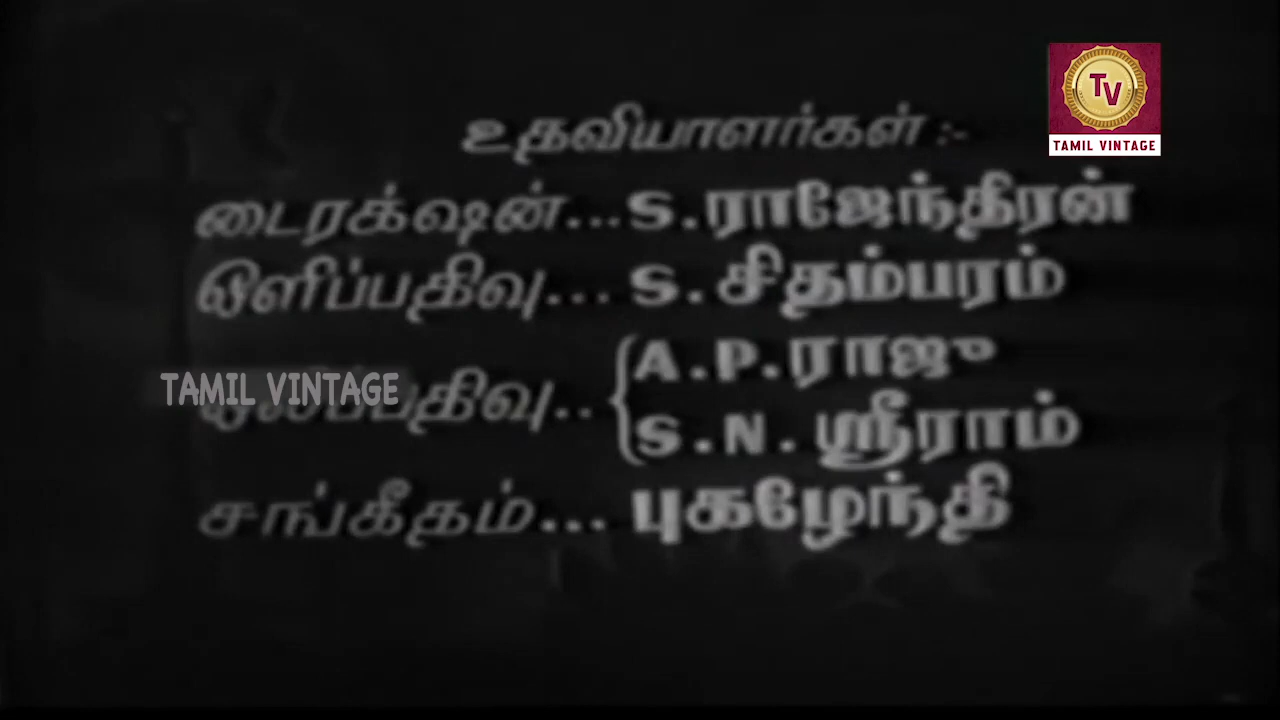 TV
TAMIL VINTAGE
உதவியாளர்கள் :-
டைரக்‌ஷன்... S. ராஜேந்திரன்
ஒளிப்பதிவு... S. சிதம்பரம்
A. P. ராஜு
TAMIL VINTAGE
S. N. ஸ்ரீராம்
சங்கீதம்... புகழேந்தி